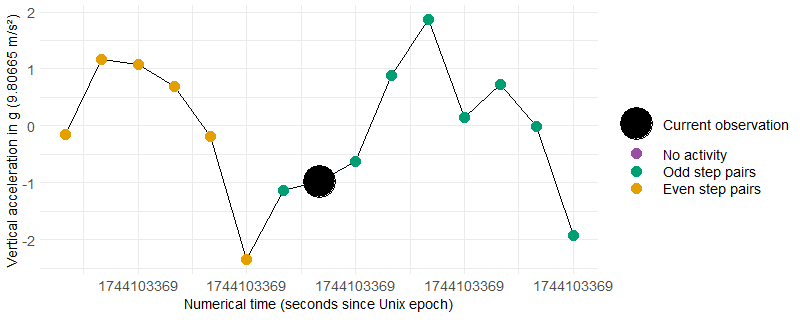 Vertical acceleration in g (9.80665 m/s²)
2
1
0
-1
-2
1744103369 1744103369 1744103369 1744103369 1744103369
Numerical time (seconds since Unix epoch)
Current observation
No activity
Odd step pairs
Even step pairs